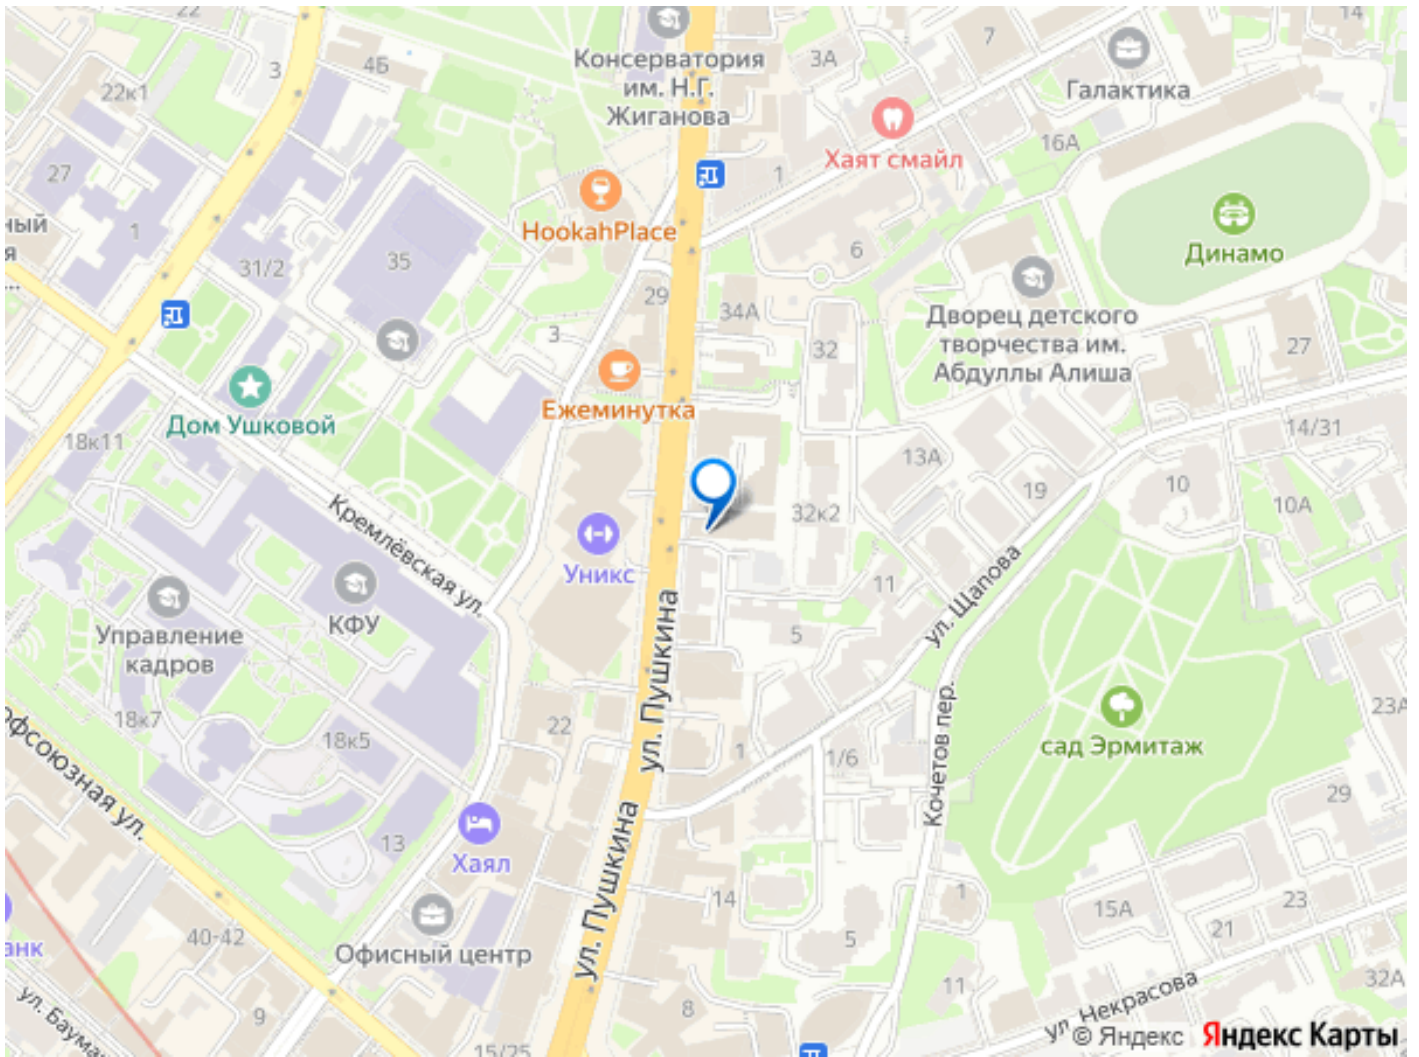 22
14
22к1
3
4Б
Консерватория
им. Н.Г.
Жиганова
3А
7
Галактика
16А
27
1
Хаят смайл
HookahPlace
ный
я
...
1
31/2
35
6
Динамо
29
34А
3
32
Дворец детского
творчества им.
Абдуллы Алиша
27
Ежеминутка
Дом Ушковой
18к11
14/31
13А
19
10
10А
Кремлёвская ул.
32к2
Уникс
11
ул. Щапова
КФУ
Управление
кадров
5
ул. Пушкина
18к7
18к5
22
1
1/6
Кочетов пер.
сад Эрмитаж
23А
офсоюзная ул.
13
Хаял
29
ул. Пушкина
14
1
15А
23
21
40-42
Офисный центр
5
анк
11
32А
ул. Баума
9
8
15/25
ул. Некрасова
© Яндекс
Яндекс Карты